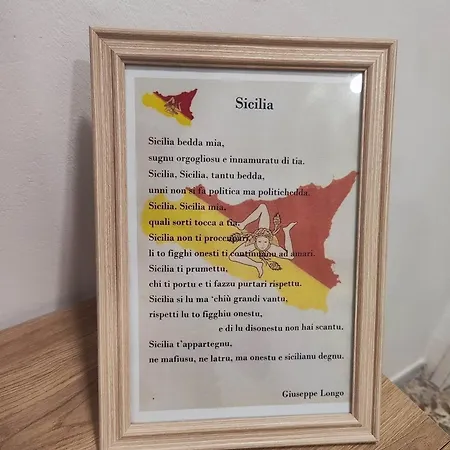 Sicilia
Sicilia bedda mia,
sugnu orgogliosu e innamuratu di tia.
Sicilia, Sicilia, tantu bedda,
unni non si fa politica ma politichedda.
Sicilia, Sicilia mia,
quali sorti tocca a tia.
Sicilia non ti proccupari,
li to figghi onesti ti continuanu ad amari.
Sicilia ti prumettu,
chi ti portu e ti fazzu purtari rispettu.
Sicilia si lu ma 'chiù grandi vantu,
rispetti lu to figghiu onestu,
e di lu disonestu non hai scantu.
Sicilia t'appartegnu,
ne mafiusu, ne latru, ma onestu e sicilianu degnu.
Giuseppe Longo